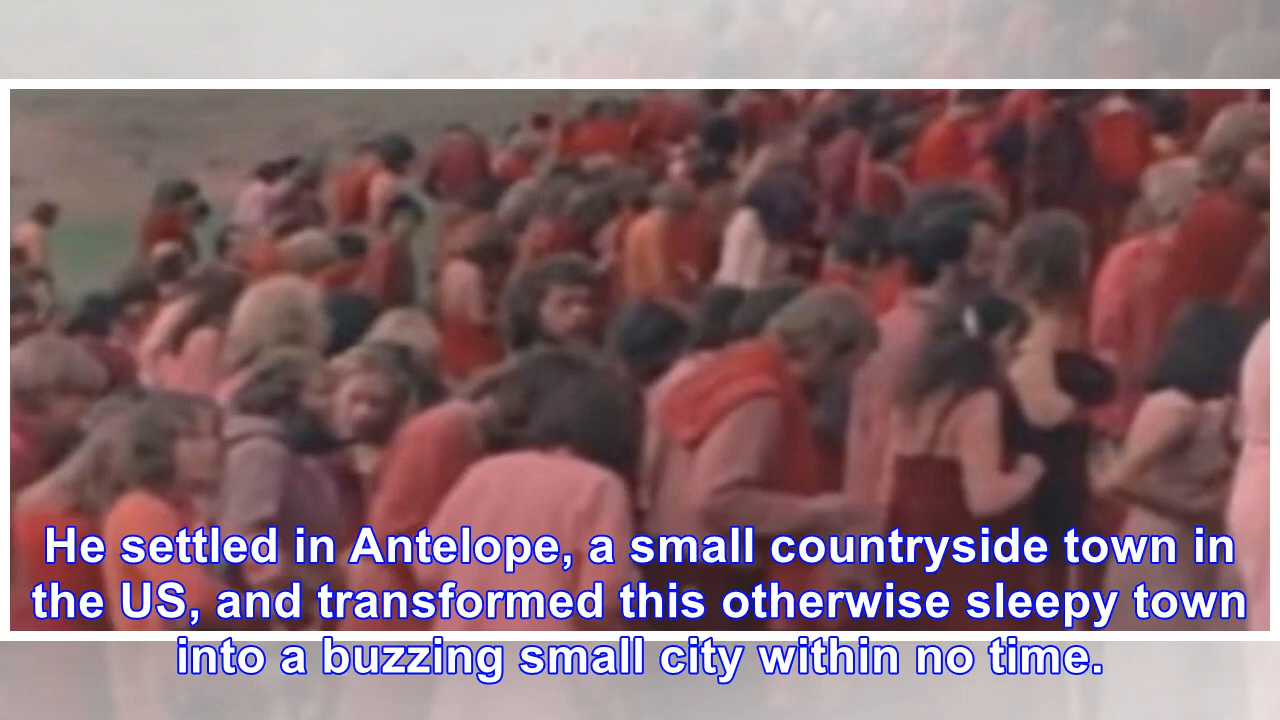 He settled in Antelope, a small countryside town in
the US, and transformed this otherwise sleepy town
into a buzzing small city within no time.